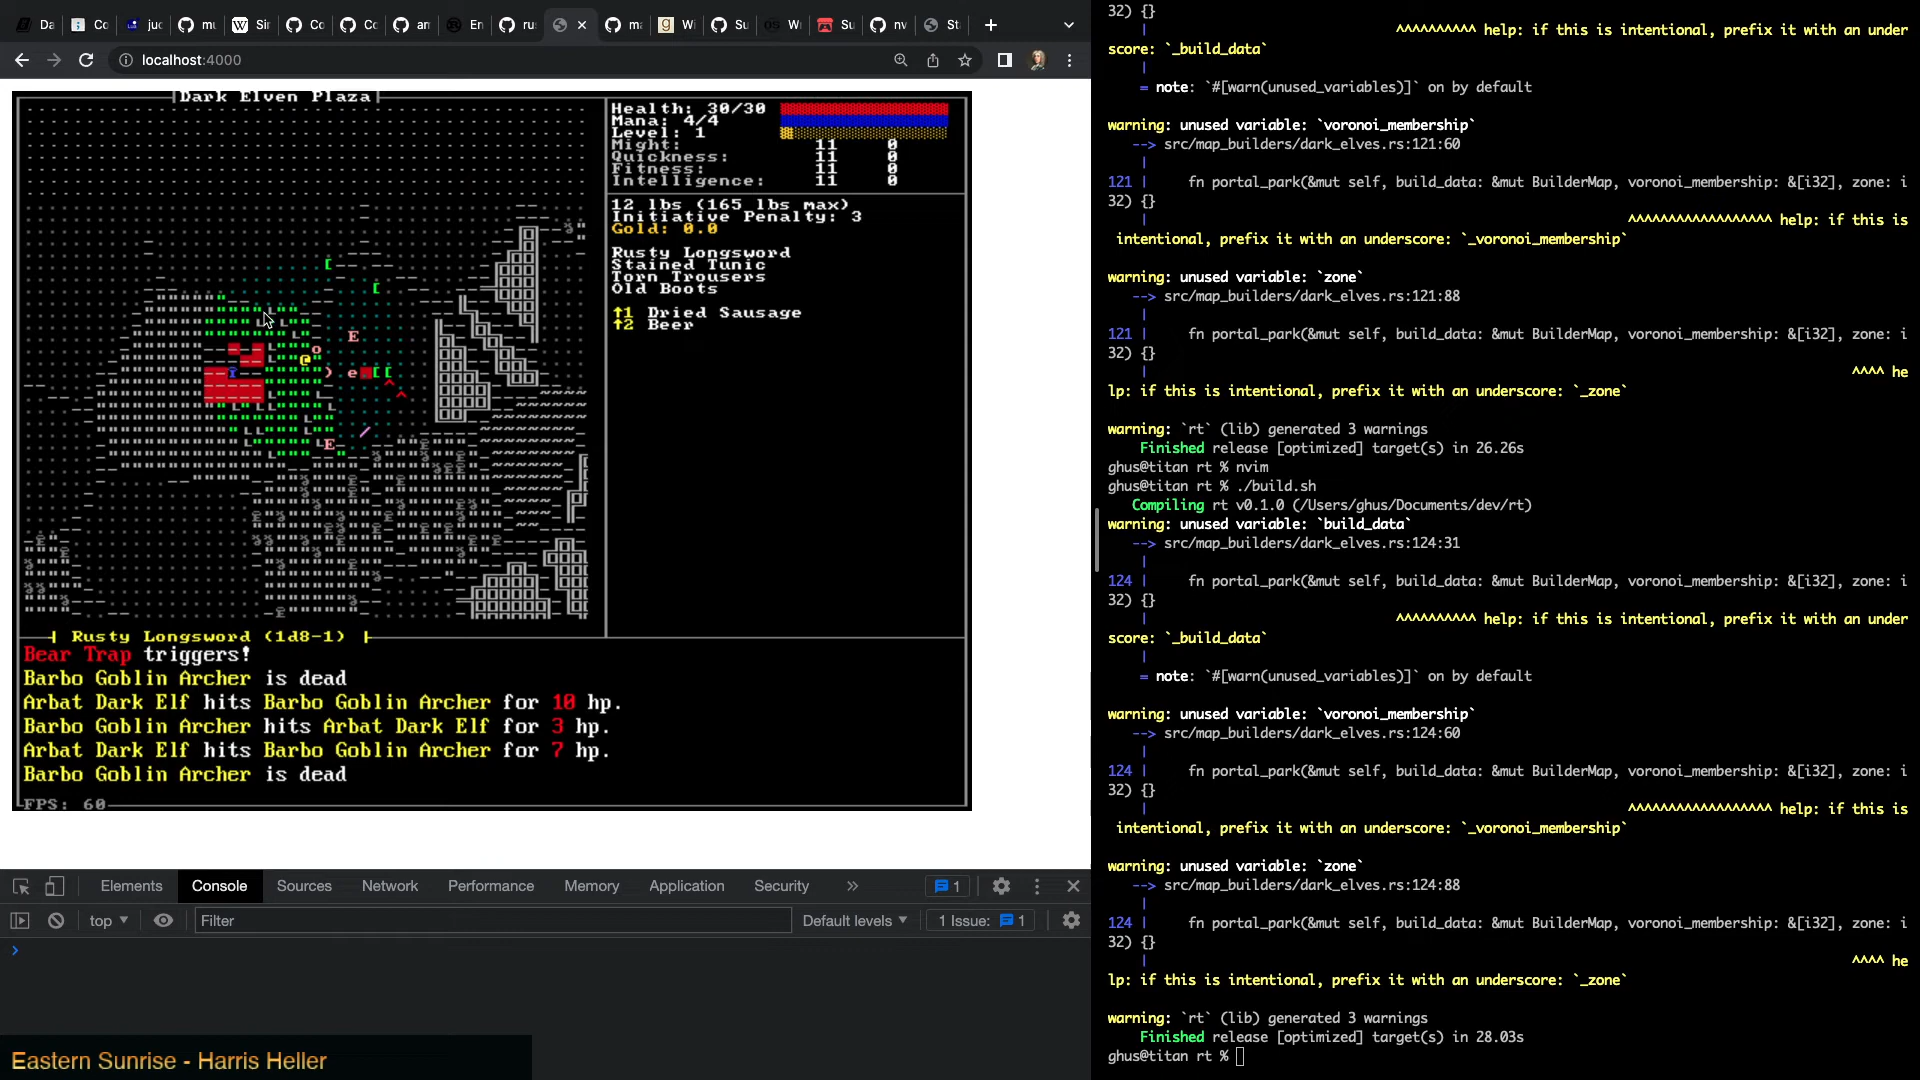 Da
Co
juc
mu
Sir
Co
Cc
an
En
ru
ma
Wi
Su
Wr
Su
nv
St
localhost:4000
Dark Elven Plaza
Health: 30/30
Mana: 4/4
Level: 1
Might: 11 0
Quickness: 11 0
Fitness: 11 0
Intelligence: 11 0
12 lbs (165 lbs max)
Initiative Penalty: 3
Gold: 0.0
Rusty Longsword
Stained Tunic
Torn Trousers
Old Boots
↑1 Dried Sausage
↑2 Beer
Rusty Longsword (1d8-1)
Bear Trap triggers!
Barbo Goblin Archer is dead
Arbat Dark Elf hits Barbo Goblin Archer for 10 hp.
Barbo Goblin Archer hits Arbat Dark Elf for 3 hp.
Arbat Dark Elf hits Barbo Goblin Archer for 7 hp.
Barbo Goblin Archer is dead
FPS: 60
Elements Console Sources Network Performance Memory Application Security » 1
top Filter Default levels 1 Issue: 1
›
Eastern Sunrise - Harris Heller
32) {}
| ^^^^^^^^^^ help: if this is intentional, prefix it with an under
score: `_build_data`
|
= note: `#[warn(unused_variables)]` on by default
warning: unused variable: `voronoi_membership`
--> src/map_builders/dark_elves.rs:121:60
|
121 | fn portal_park(&mut self, build_data: &mut BuilderMap, voronoi_membership: &[i32], zone: i
32) {}
| ^^^^^^^^^^^^^^^^^^ help: if this is
intentional, prefix it with an underscore: `_voronoi_membership`
warning: unused variable: `zone`
--> src/map_builders/dark_elves.rs:121:88
|
121 | fn portal_park(&mut self, build_data: &mut BuilderMap, voronoi_membership: &[i32], zone: i
32) {}
| ^^^^ he
lp: if this is intentional, prefix it with an underscore: `_zone`
warning: `rt` (lib) generated 3 warnings
Finished release [optimized] target(s) in 26.26s
ghus@titan rt % nvim
ghus@titan rt % ./build.sh
Compiling rt v0.1.0 (/Users/ghus/Documents/dev/rt)
warning: unused variable: `build_data`
--> src/map_builders/dark_elves.rs:124:31
|
124 | fn portal_park(&mut self, build_data: &mut BuilderMap, voronoi_membership: &[i32], zone: i
32) {}
| ^^^^^^^^^^ help: if this is intentional, prefix it with an under
score: `_build_data`
|
= note: `#[warn(unused_variables)]` on by default
warning: unused variable: `voronoi_membership`
--> src/map_builders/dark_elves.rs:124:60
|
124 | fn portal_park(&mut self, build_data: &mut BuilderMap, voronoi_membership: &[i32], zone: i
32) {}
| ^^^^^^^^^^^^^^^^^^ help: if this is
intentional, prefix it with an underscore: `_voronoi_membership`
warning: unused variable: `zone`
--> src/map_builders/dark_elves.rs:124:88
|
124 | fn portal_park(&mut self, build_data: &mut BuilderMap, voronoi_membership: &[i32], zone: i
32) {}
| ^^^^ he
lp: if this is intentional, prefix it with an underscore: `_zone`
warning: `rt` (lib) generated 3 warnings
Finished release [optimized] target(s) in 28.03s
ghus@titan rt %